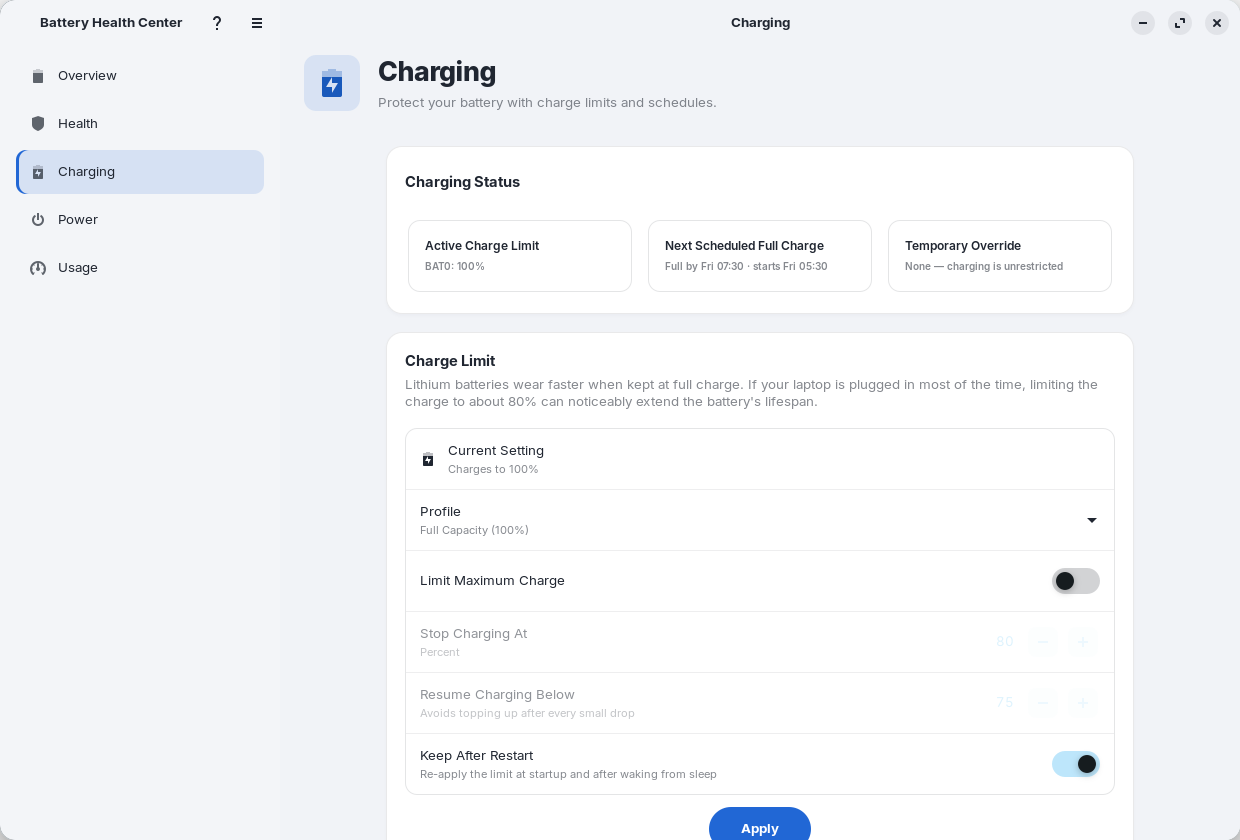 Battery Health Center
Charging
Overview
Health
Charging
Power
Usage
Charging
Protect your battery with charge limits and schedules.
Charging Status
Active Charge Limit
BAT0: 100%
Next Scheduled Full Charge
Full by Fri 07:30 · starts Fri 05:30
Temporary Override
None — charging is unrestricted
Charge Limit
Lithium batteries wear faster when kept at full charge. If your laptop is plugged in most of the time, limiting the
charge to about 80% can noticeably extend the battery's lifespan.
Current Setting
Charges to 100%
Profile
Full Capacity (100%)
Limit Maximum Charge
Stop Charging At
Percent
80
Resume Charging Below
Avoids topping up after every small drop
75
Keep After Restart
Re-apply the limit at startup and after waking from sleep
Apply